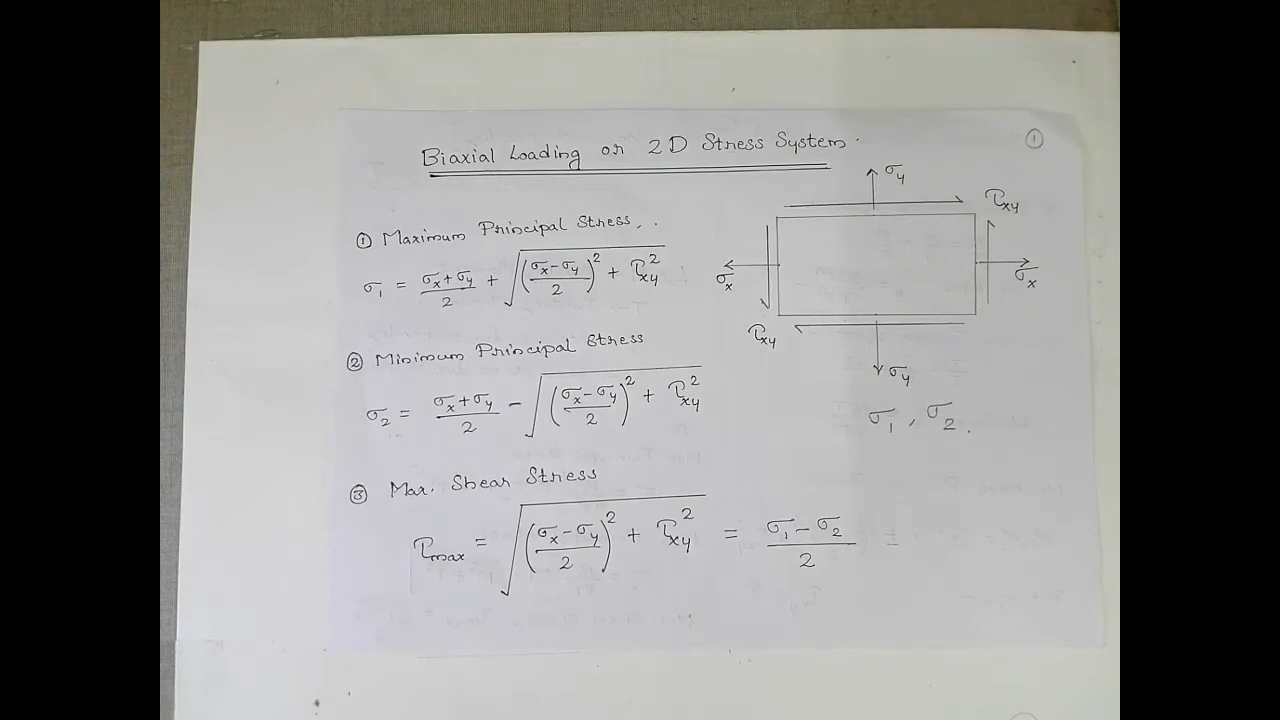 Biaxial Loading or 2D Stress System.
①
① Maximum Principal Stress, .
σ₁ = (σx+σy)/2 + √(((σx−σy)/2)² + τxy²)
② Minimum Principal Stress
σ₂ = (σx+σy)/2 − √(((σx−σy)/2)² + τxy²)
③ Max. Shear Stress
τmax = √(((σx−σy)/2)² + τxy²) = (σ₁−σ₂)/2
σy
τxy
σx
σx
τxy
σy
σ₁ , σ₂ .